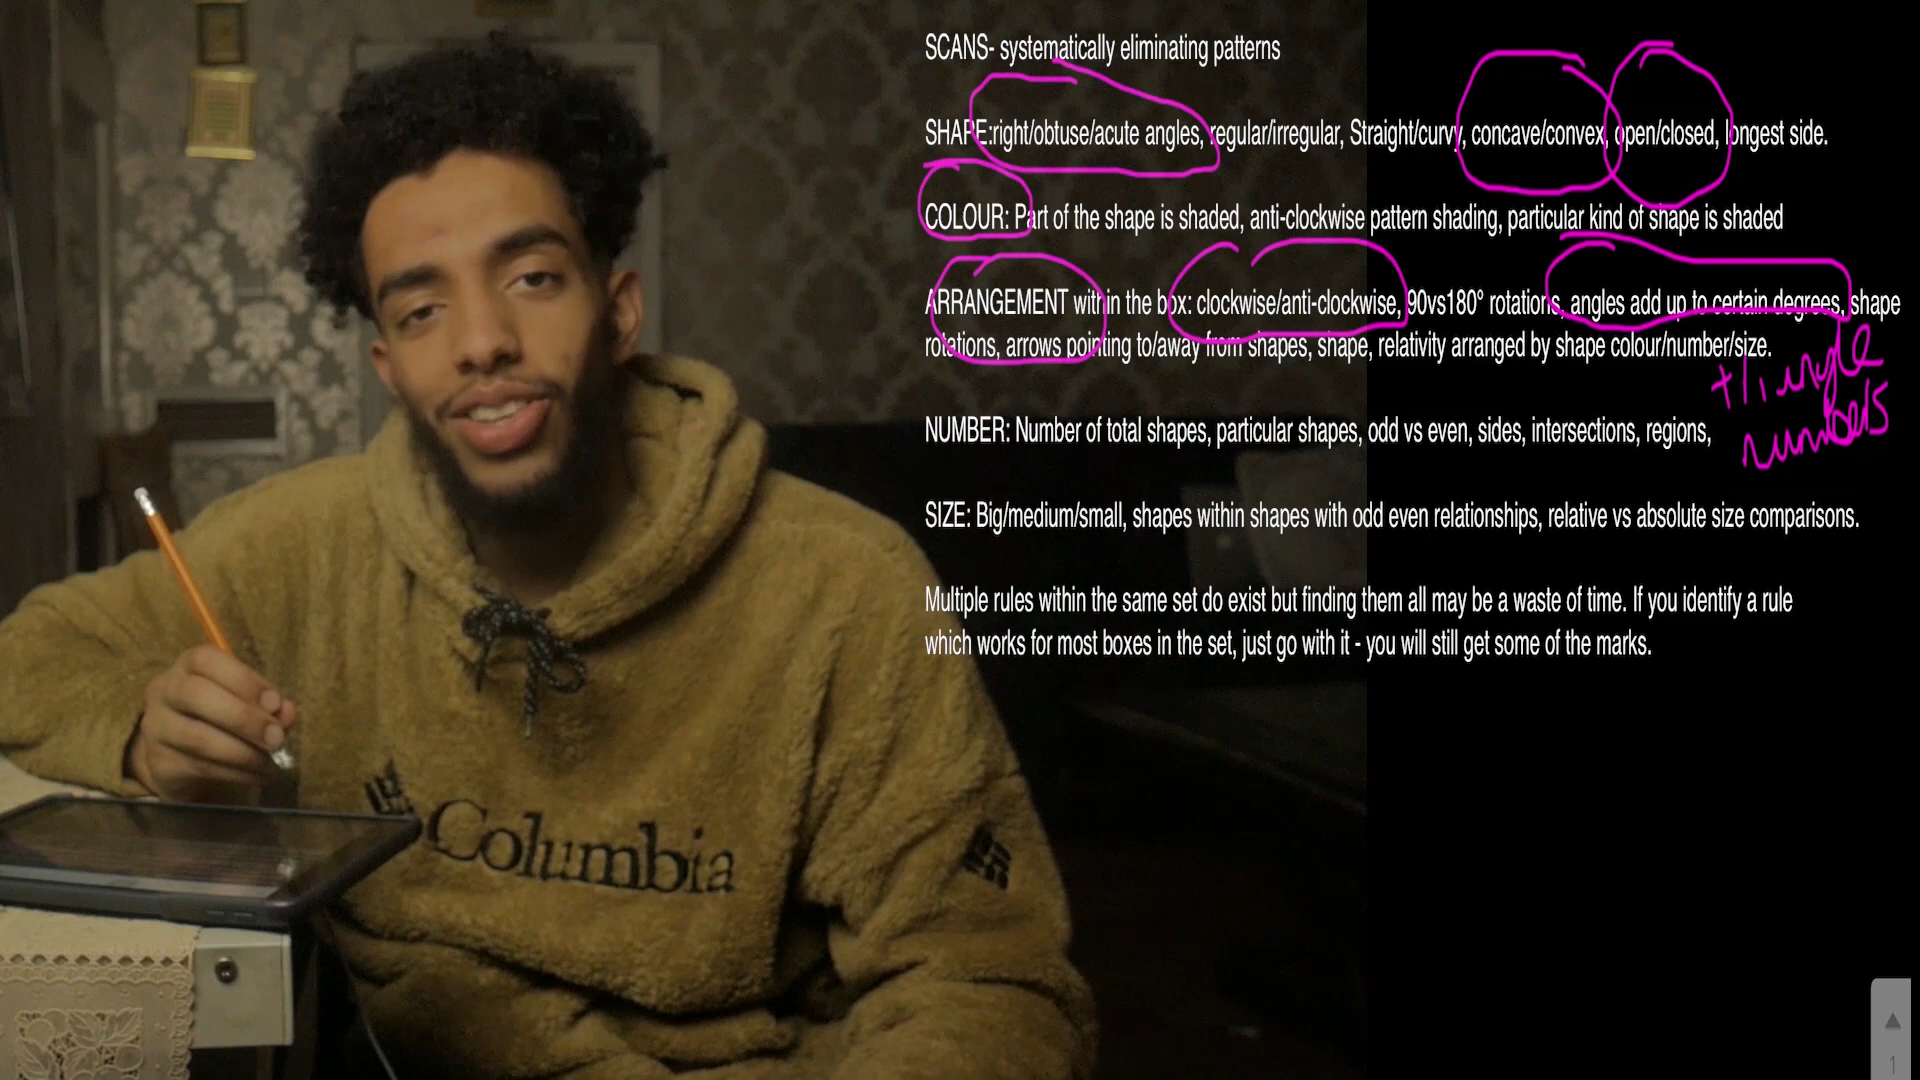 SCANS- systematically eliminating patterns
SHAPE:right/obtuse/acute angles, regular/irregular, Straight/curvy, concave/convex, open/closed, longest side.
COLOUR: Part of the shape is shaded, anti-clockwise pattern shading, particular kind of shape is shaded
ARRANGEMENT within the box: clockwise/anti-clockwise, 90vs180° rotations, angles add up to certain degrees, shape
rotations, arrows pointing to/away from shapes, shape, relativity arranged by shape colour/number/size.
numbers
NUMBER: Number of total shapes, particular shapes, odd vs even, sides, intersections, regions,
SIZE: Big/medium/small, shapes within shapes with odd even relationships, relative vs absolute size comparisons.
Multiple rules within the same set do exist but finding them all may be a waste of time. If you identify a rule
which works for most boxes in the set, just go with it - you will still get some of the marks.
Columbia
1